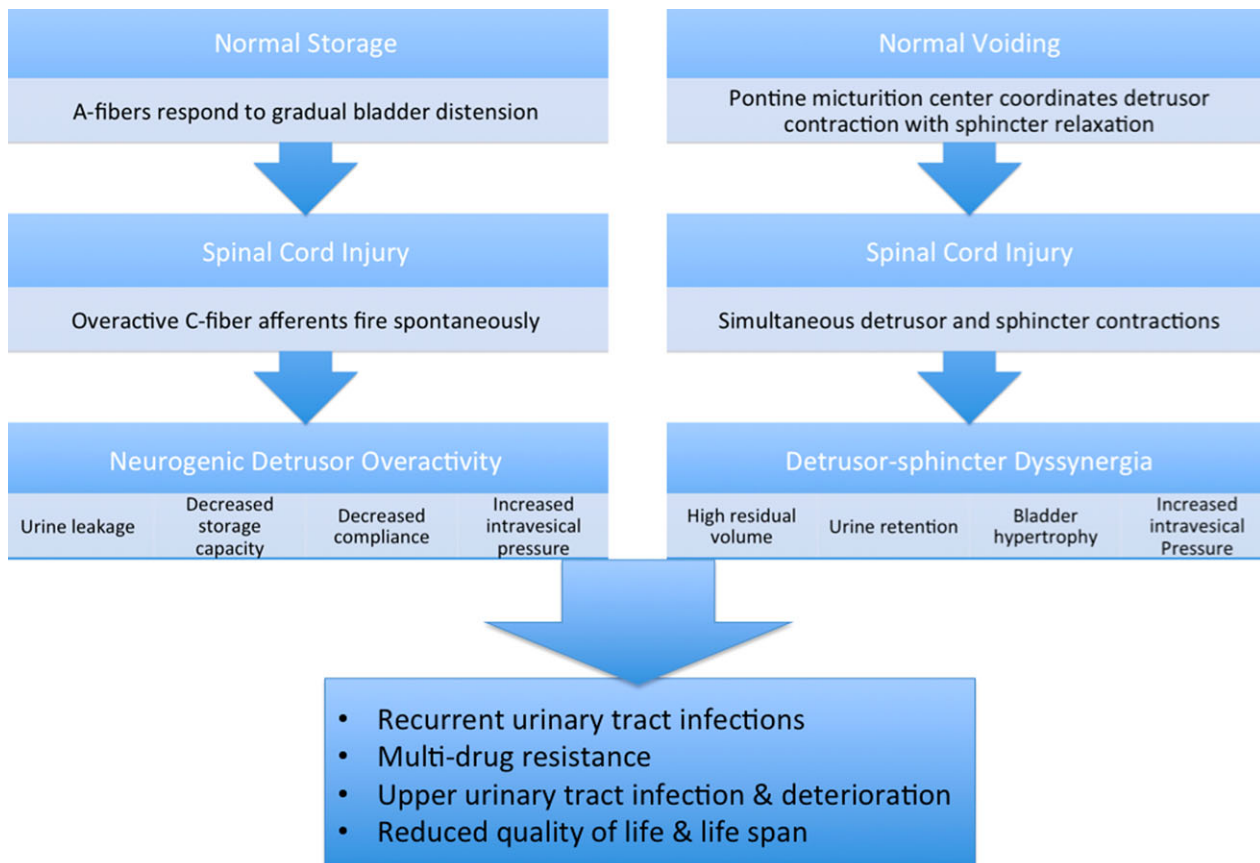 Normal Storage
A-fibers respond to gradual bladder distension
Spinal Cord Injury
Overactive C-fiber afferents fire spontaneously
Neurogenic Detrusor Overactivity
Urine leakage
Decreased
storage
capacity
Decreased
compliance
Increased
intravesical
pressure
Normal Voiding
Pontine micturition center coordinates detrusor
contraction with sphincter relaxation
Spinal Cord Injury
Simultaneous detrusor and sphincter contractions
Detrusor-sphincter Dyssynergia
High residual
volume
Urine retention
Bladder
hypertrophy
Increased
intravesical
Pressure
• Recurrent urinary tract infections
• Multi-drug resistance
• Upper urinary tract infection & deterioration
• Reduced quality of life & life span